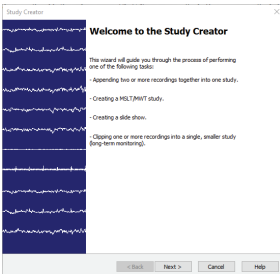 Study Creator
Welcome to the Study Creator
This wizard will guide you through the process of performing
one of the following tasks:
- Appending two or more recordings together into one study.
- Creating a MSLT/MWT study.
- Creating a slide show.
- Clipping one or more recordings into a single, smaller study
(long-term monitoring).
< Back
Next >
Cancel
Help